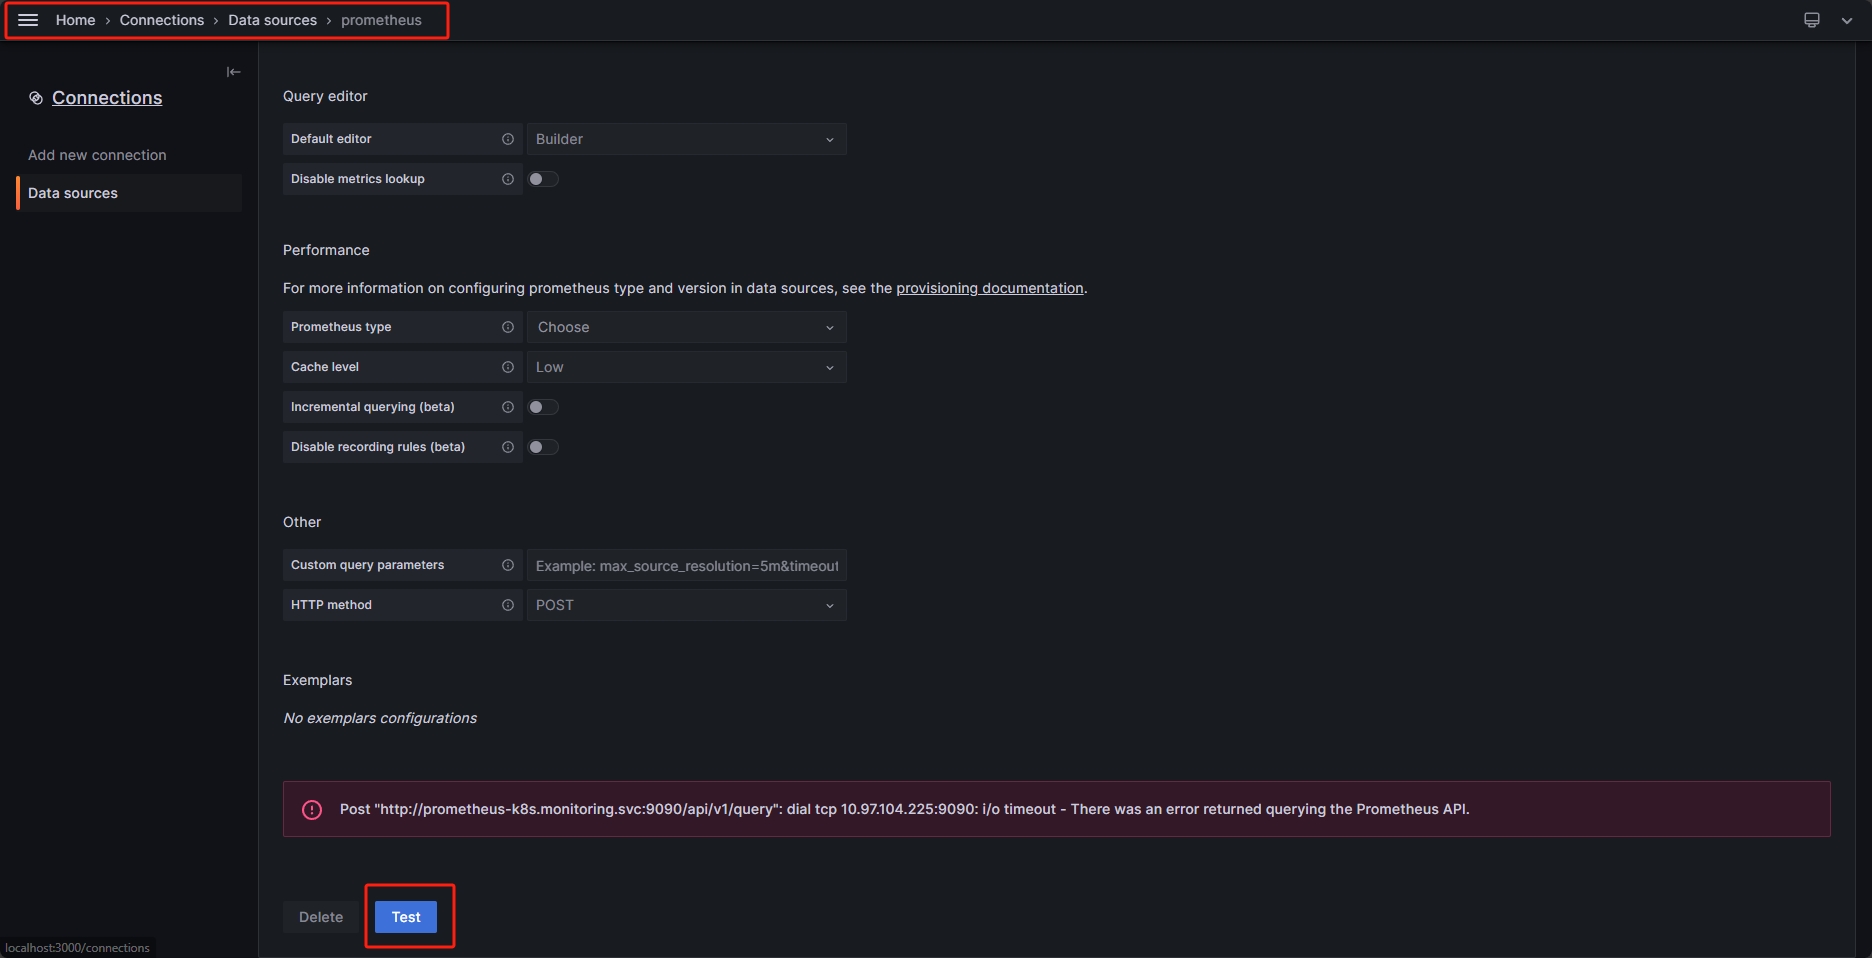 Home › Connections › Data sources › prometheus
Connections
Add new connection
Data sources
Query editor
Default editor Builder
Disable metrics lookup
Performance
For more information on configuring prometheus type and version in data sources, see the provisioning documentation.
Prometheus type Choose
Cache level Low
Incremental querying (beta)
Disable recording rules (beta)
Other
Custom query parameters Example: max_source_resolution=5m&timeout
HTTP method POST
Exemplars
No exemplars configurations
Post "http://prometheus-k8s.monitoring.svc:9090/api/v1/query": dial tcp 10.97.104.225:9090: i/o timeout - There was an error returned querying the Prometheus API.
Delete Test
localhost:3000/connections